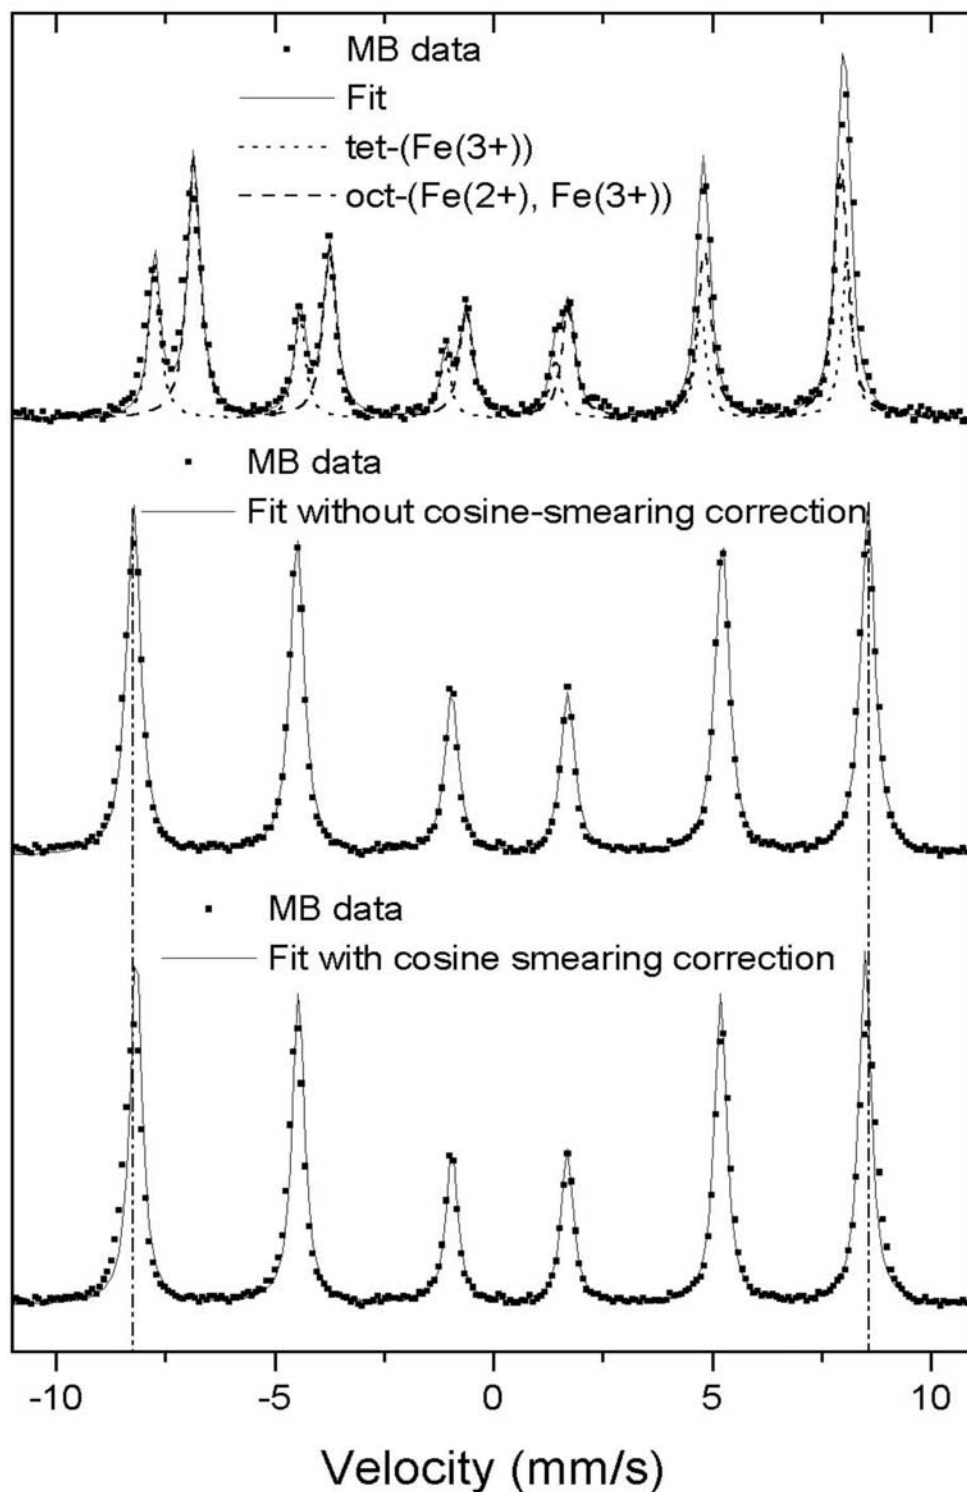 MB data
Fit
tet-(Fe(3+))
oct-(Fe(2+), Fe(3+))
MB data
Fit without cosine-smearing correction
MB data
Fit with cosine smearing correction
-10 -5 0 5 10
Velocity (mm/s)